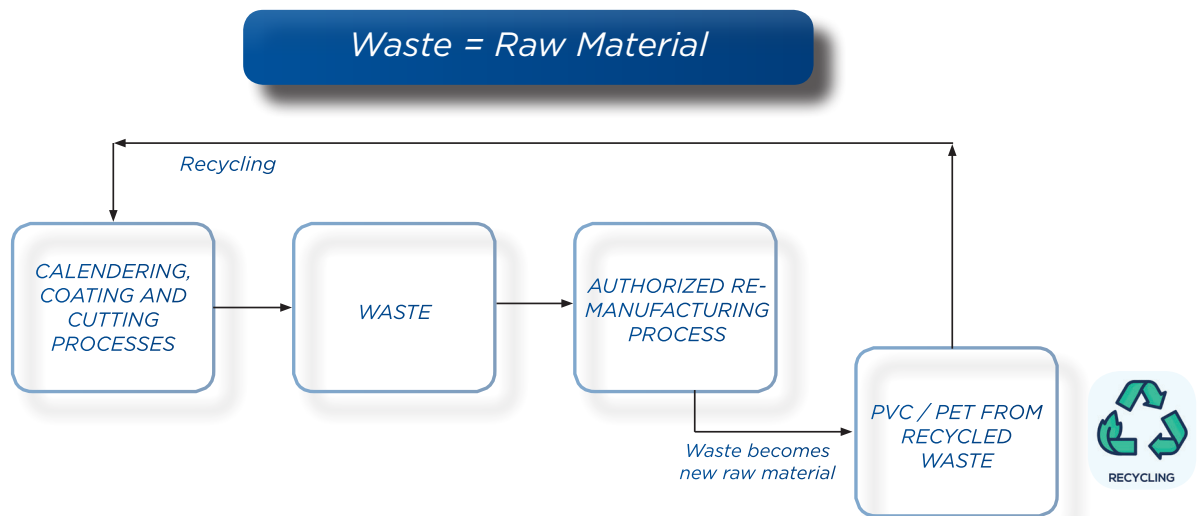 Waste = Raw Material
Recycling
CALENDERING,
COATING AND
CUTTING
PROCESSES
WASTE
AUTHORIZED RE-
MANUFACTURING
PROCESS
Waste becomes
new raw material
PVC / PET FROM
RECYCLED
WASTE
RECYCLING